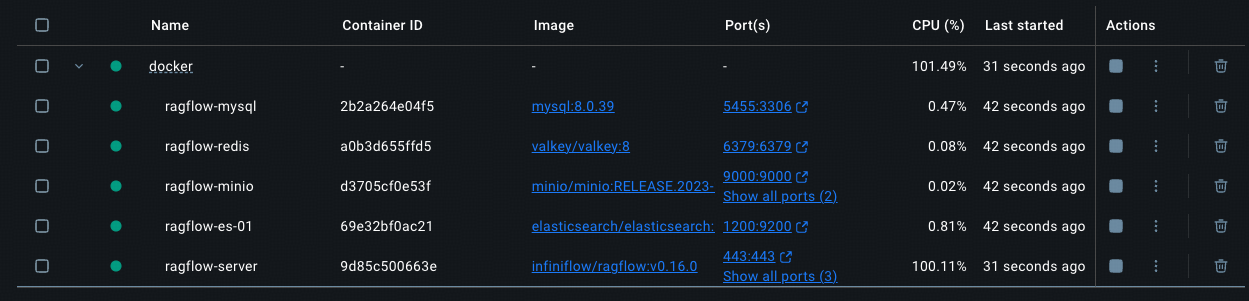 Name Container ID Image Port(s) CPU (%) Last started Actions
docker - - - 101.49% 31 seconds ago
ragflow-mysql 2b2a264e04f5 mysql:8.0.39 5455:3306 0.47% 42 seconds ago
ragflow-redis a0b3d655ffd5 valkey/valkey:8 6379:6379 0.08% 42 seconds ago
ragflow-minio d3705cf0e53f minio/minio:RELEASE.2023- 9000:9000 0.02% 42 seconds ago
Show all ports (2)
ragflow-es-01 69e32bf0ac21 elasticsearch/elasticsearch: 1200:9200 0.81% 42 seconds ago
ragflow-server 9d85c500663e infiniflow/ragflow:v0.16.0 443:443 100.11% 31 seconds ago
Show all ports (3)